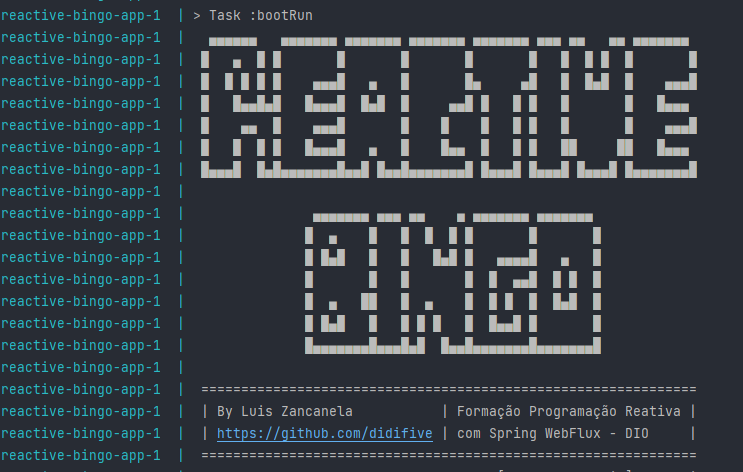 reactive-bingo-app-1 | > Task :bootRun
reactive-bingo-app-1 |
reactive-bingo-app-1 | REACTIVE
reactive-bingo-app-1 |
reactive-bingo-app-1 |
reactive-bingo-app-1 |
reactive-bingo-app-1 |
reactive-bingo-app-1 |
reactive-bingo-app-1 |
reactive-bingo-app-1 | BINGO
reactive-bingo-app-1 |
reactive-bingo-app-1 |
reactive-bingo-app-1 |
reactive-bingo-app-1 |
reactive-bingo-app-1 |
reactive-bingo-app-1 |
reactive-bingo-app-1 |
reactive-bingo-app-1 | ==============================================================
reactive-bingo-app-1 | | By Luis Zancanela | Formação Programação Reativa |
reactive-bingo-app-1 | | https://github.com/didifive | com Spring WebFlux - DIO |
reactive-bingo-app-1 | ==============================================================